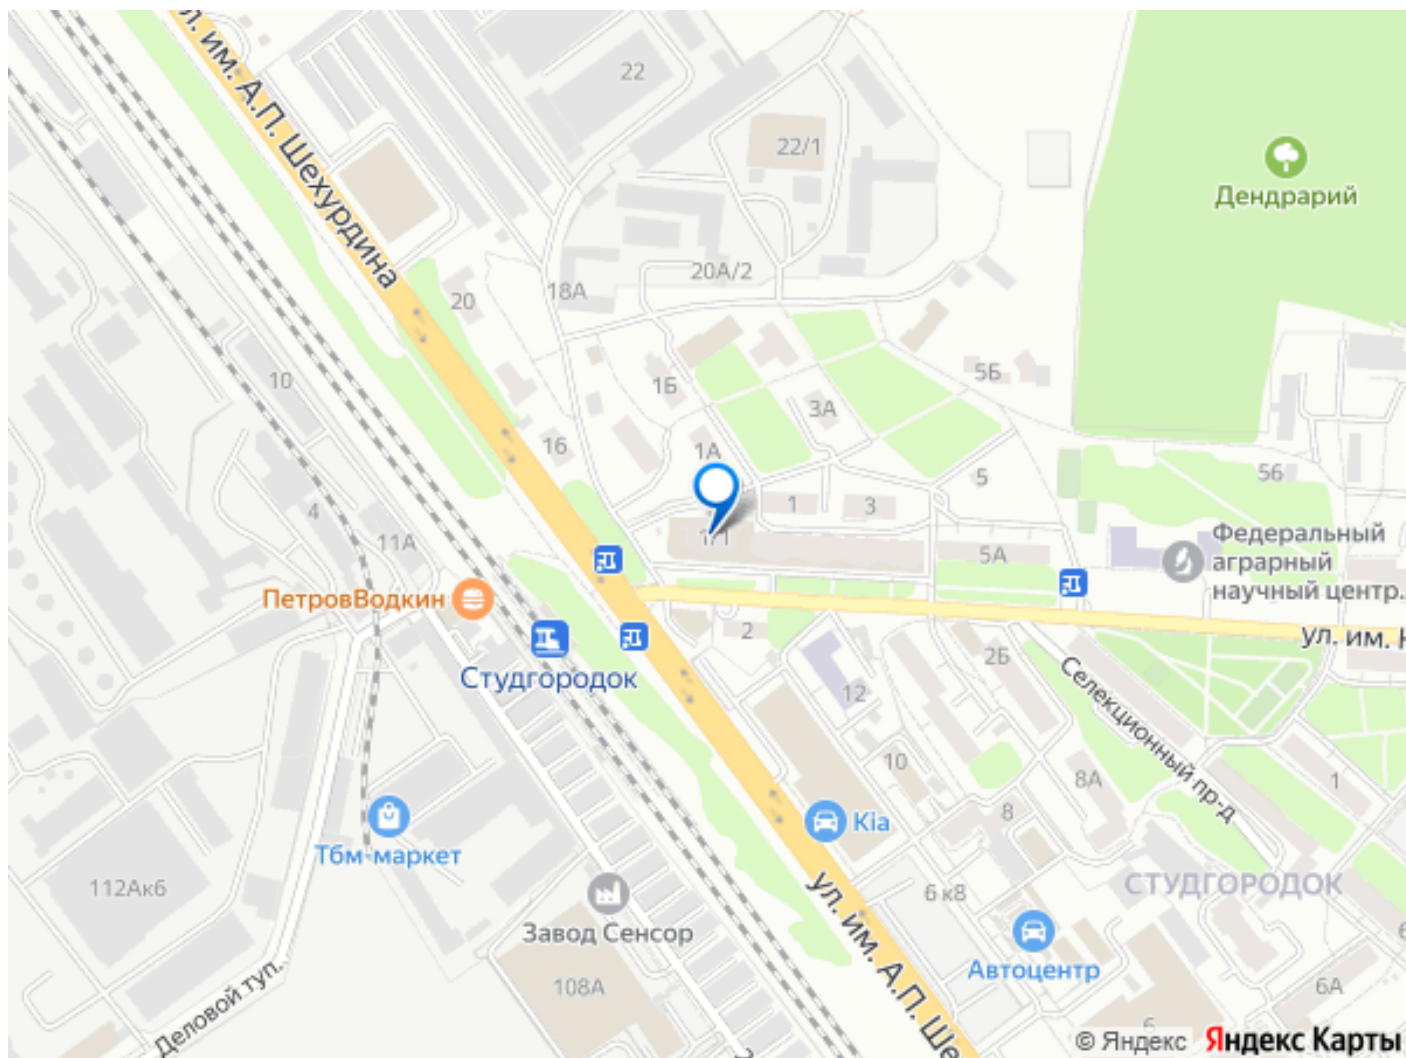 ул. им. А.П. Шехурдина
22
22/1
Дендрарий
20А/2
18А
20
10
1Б
5Б
3А
16
1А
5
56
4
11А
1
3
1/1
5А
Федеральный
аграрный
научный центр...
ПетровВодкин
2
ул. им. Н
Студгородок
2Б
Селекционный пр-д
12
10
8А
1
8
Kia
Тбм-маркет
112Ак6
СТУДГОРОДОК
6 к8
Завод Сенсор
ул. им. А.П. Ше
Автоцентр
108А
6А
6
Деловой туп.
2
© Яндекс
Яндекс Карты